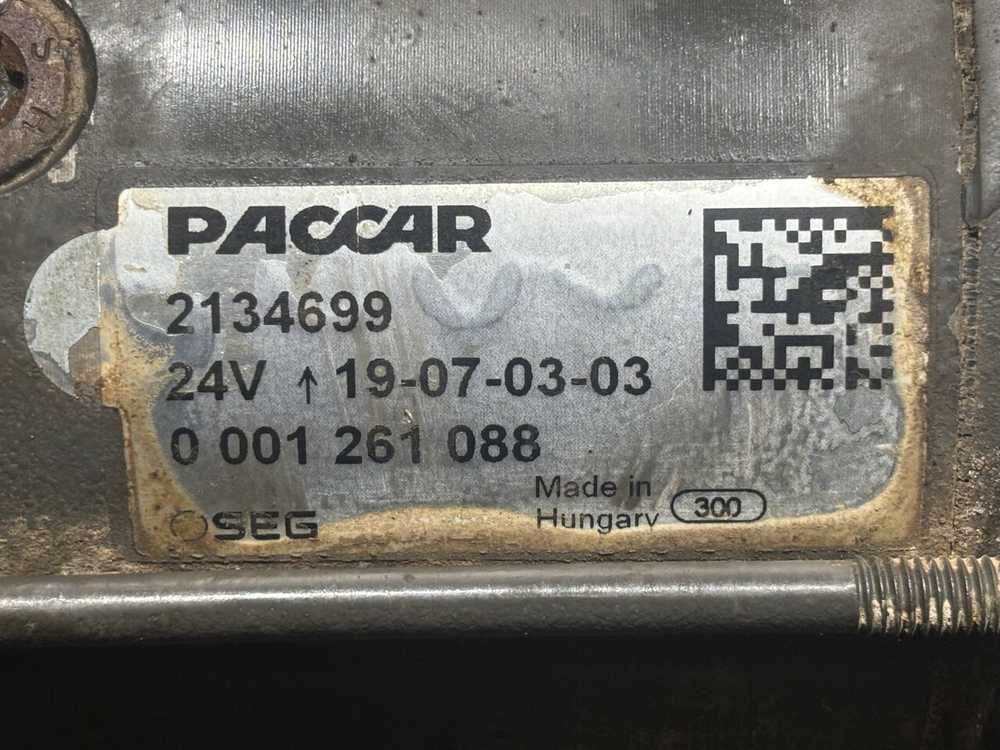 PACCAR
2134699
24V ↑ 19-07-03-03
0 001 261 088
Made in
Hungary 300
SEG